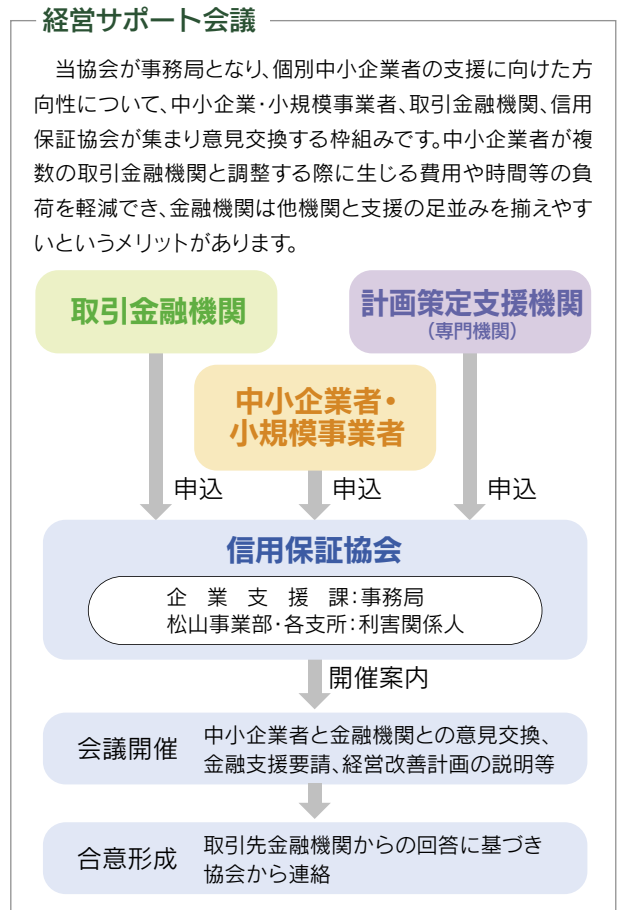 経営サポート会議
当協会が事務局となり、個別中小企業者の支援に向けた方
向性について、中小企業・小規模事業者、取引金融機関、信用
保証協会が集まり意見交換する枠組みです。中小企業者が複
数の取引金融機関と調整する際に生じる費用や時間等の負
荷を軽減でき、金融機関は他機関と支援の足並みを揃えやす
いというメリットがあります。
取引金融機関
計画策定支援機関
(専門機関)
中小企業者・
小規模事業者
申込
申込
申込
信用保証協会
企業支援課:事務局
松山事業部・各支所:利害関係人
開催案内
会議開催
中小企業者と金融機関との意見交換、
金融支援要請、経営改善計画の説明等
合意形成
取引先金融機関からの回答に基づき
協会から連絡